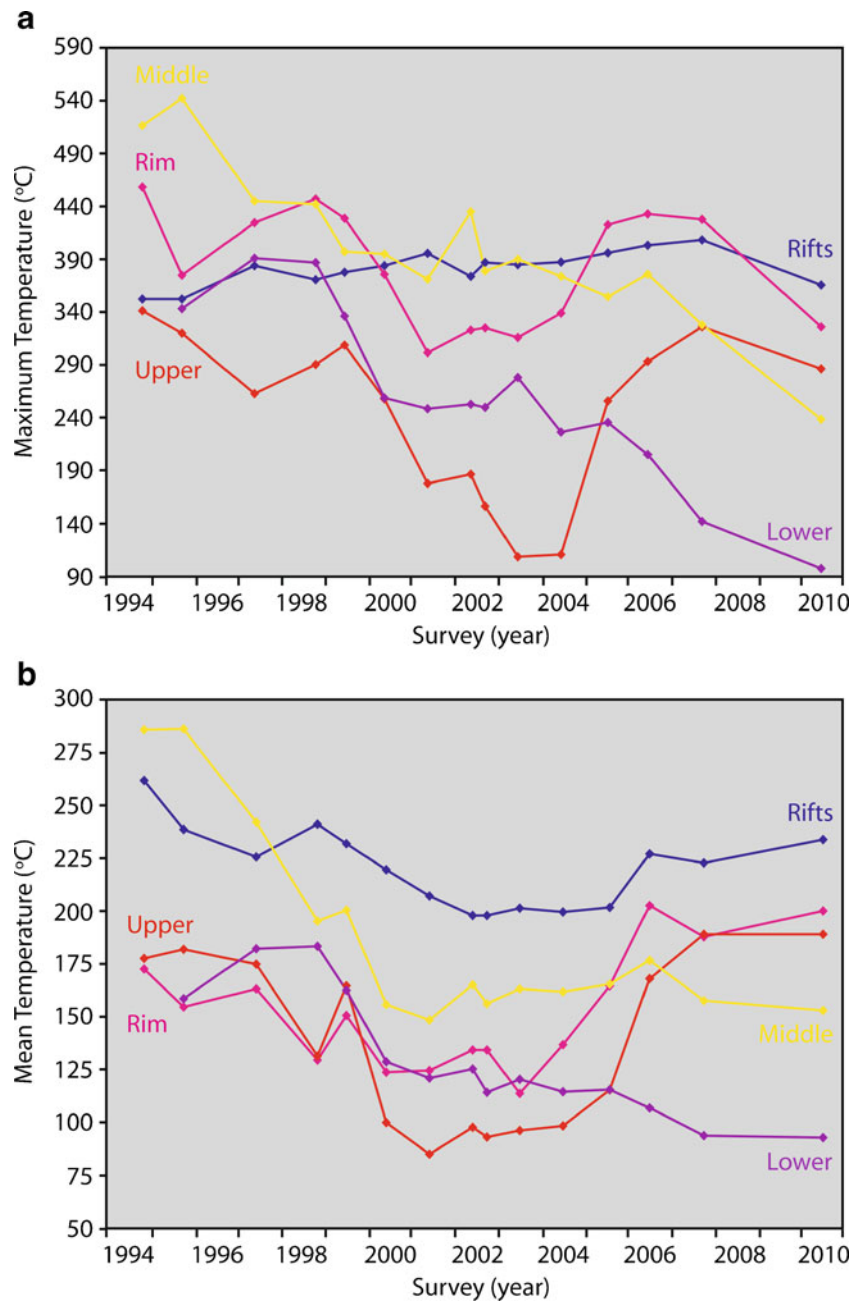 a
590
540
490
440
390
340
290
240
190
140
90
Maximum Temperature (°C)
Middle
Rim
Rifts
Upper
Lower
1994 1996 1998 2000 2002 2004 2006 2008 2010
Survey (year)
b
300
275
250
225
200
175
150
125
100
75
50
Mean Temperature (°C)
Rifts
Upper
Rim
Middle
Lower
1994 1996 1998 2000 2002 2004 2006 2008 2010
Survey (year)